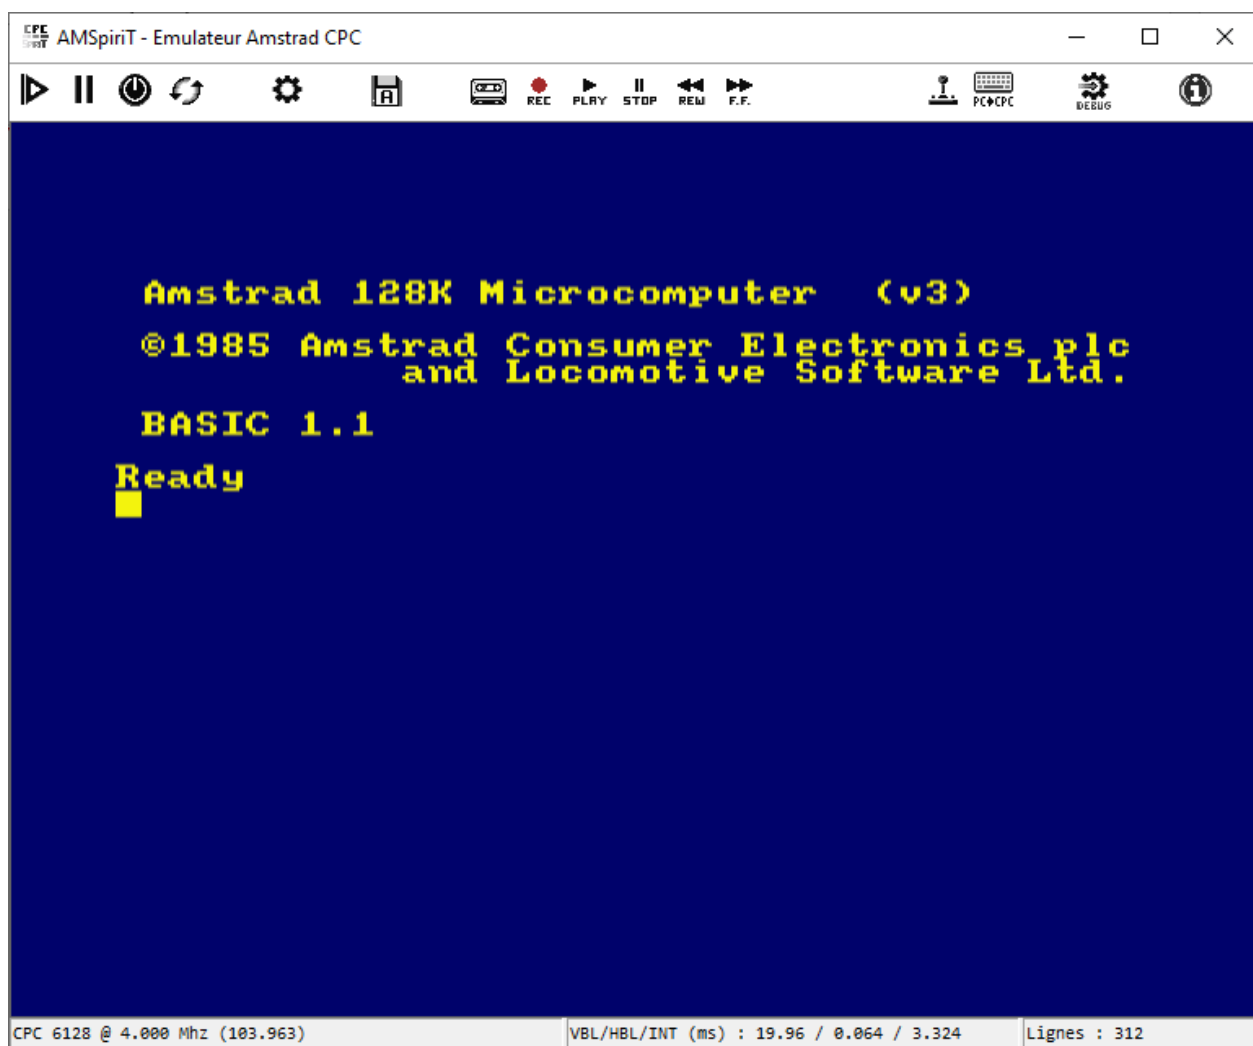 CPC
SPIRIT
AMSpiriT - Emulateur Amstrad CPC
A
REC PLAY STOP REW F.F.
PC CPC
DEBUG
Amstrad 128K Microcomputer (v3)
©1985 Amstrad Consumer Electronics plc
and Locomotive Software Ltd.
BASIC 1.1
Ready
CPC 6128 @ 4.000 Mhz (103.963) VBL/HBL/INT (ms) : 19.96 / 0.064 / 3.324 Lignes : 312